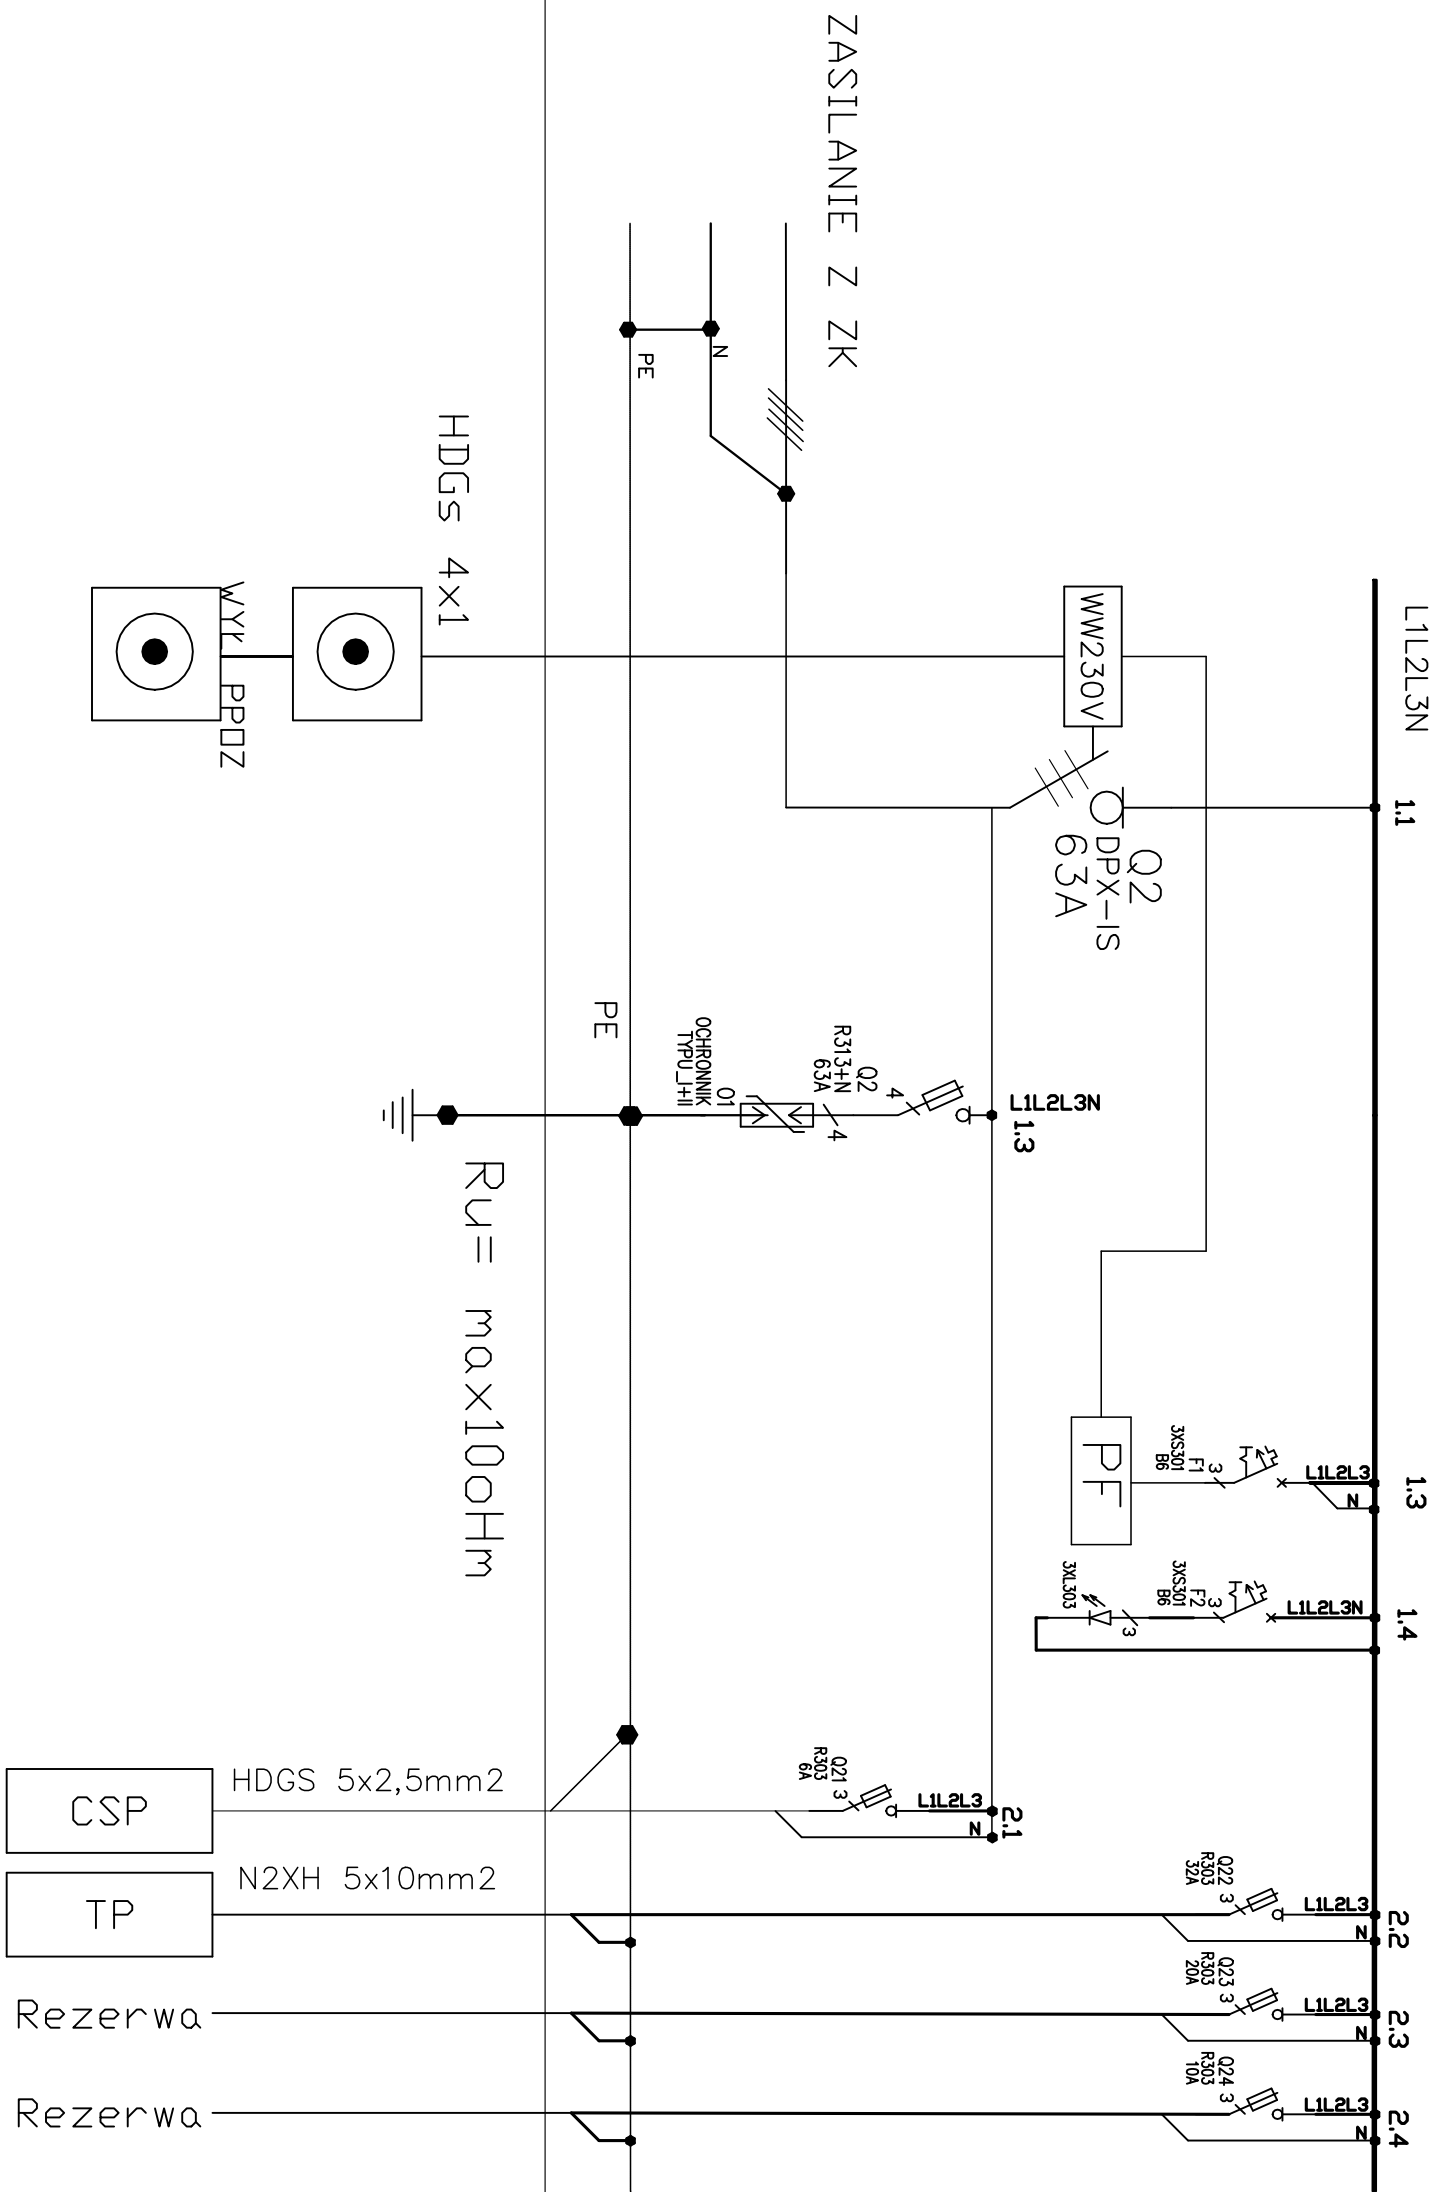 L1L2L3N
1.1
1.3
1.4
2.2
2.3
2.4
ZASILANIE Z ZK
N
PE
HDGs 4x1
WYK PPOZ
WW230V
Q2
DPX-IS
63A
L1L2L3N
1.3
Q2
R313+N
63A
4
4
O1
OCHRONNIK
TYPU_I+II
PE
Ru= max10oHm
L1L2L3
N
3
F1
3XS301
B6
PF
L1L2L3N
3
F2
3XS301
B6
3
3XL303
2.1
L1L2L3
N
Q21
R303
6A
3
HDGS 5x2,5mm2
CSP
L1L2L3
N
Q22
R303
32A
3
N2XH 5x10mm2
TP
L1L2L3
N
Q23
R303
20A
3
Rezerwa
L1L2L3
N
Q24
R303
10A
3
Rezerwa